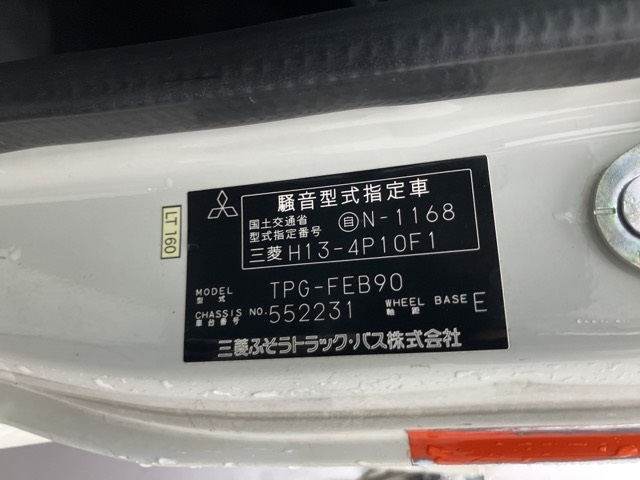 LT 160
騒音型式指定車
国土交通省
型式指定番号 自N-1168
三菱 H13-4P10F1
MODEL
型式 TPG-FEB90
CHASSIS NO. 552231 WHEEL BASE E
車台番号 軸距
三菱ふそうトラック・バス株式会社